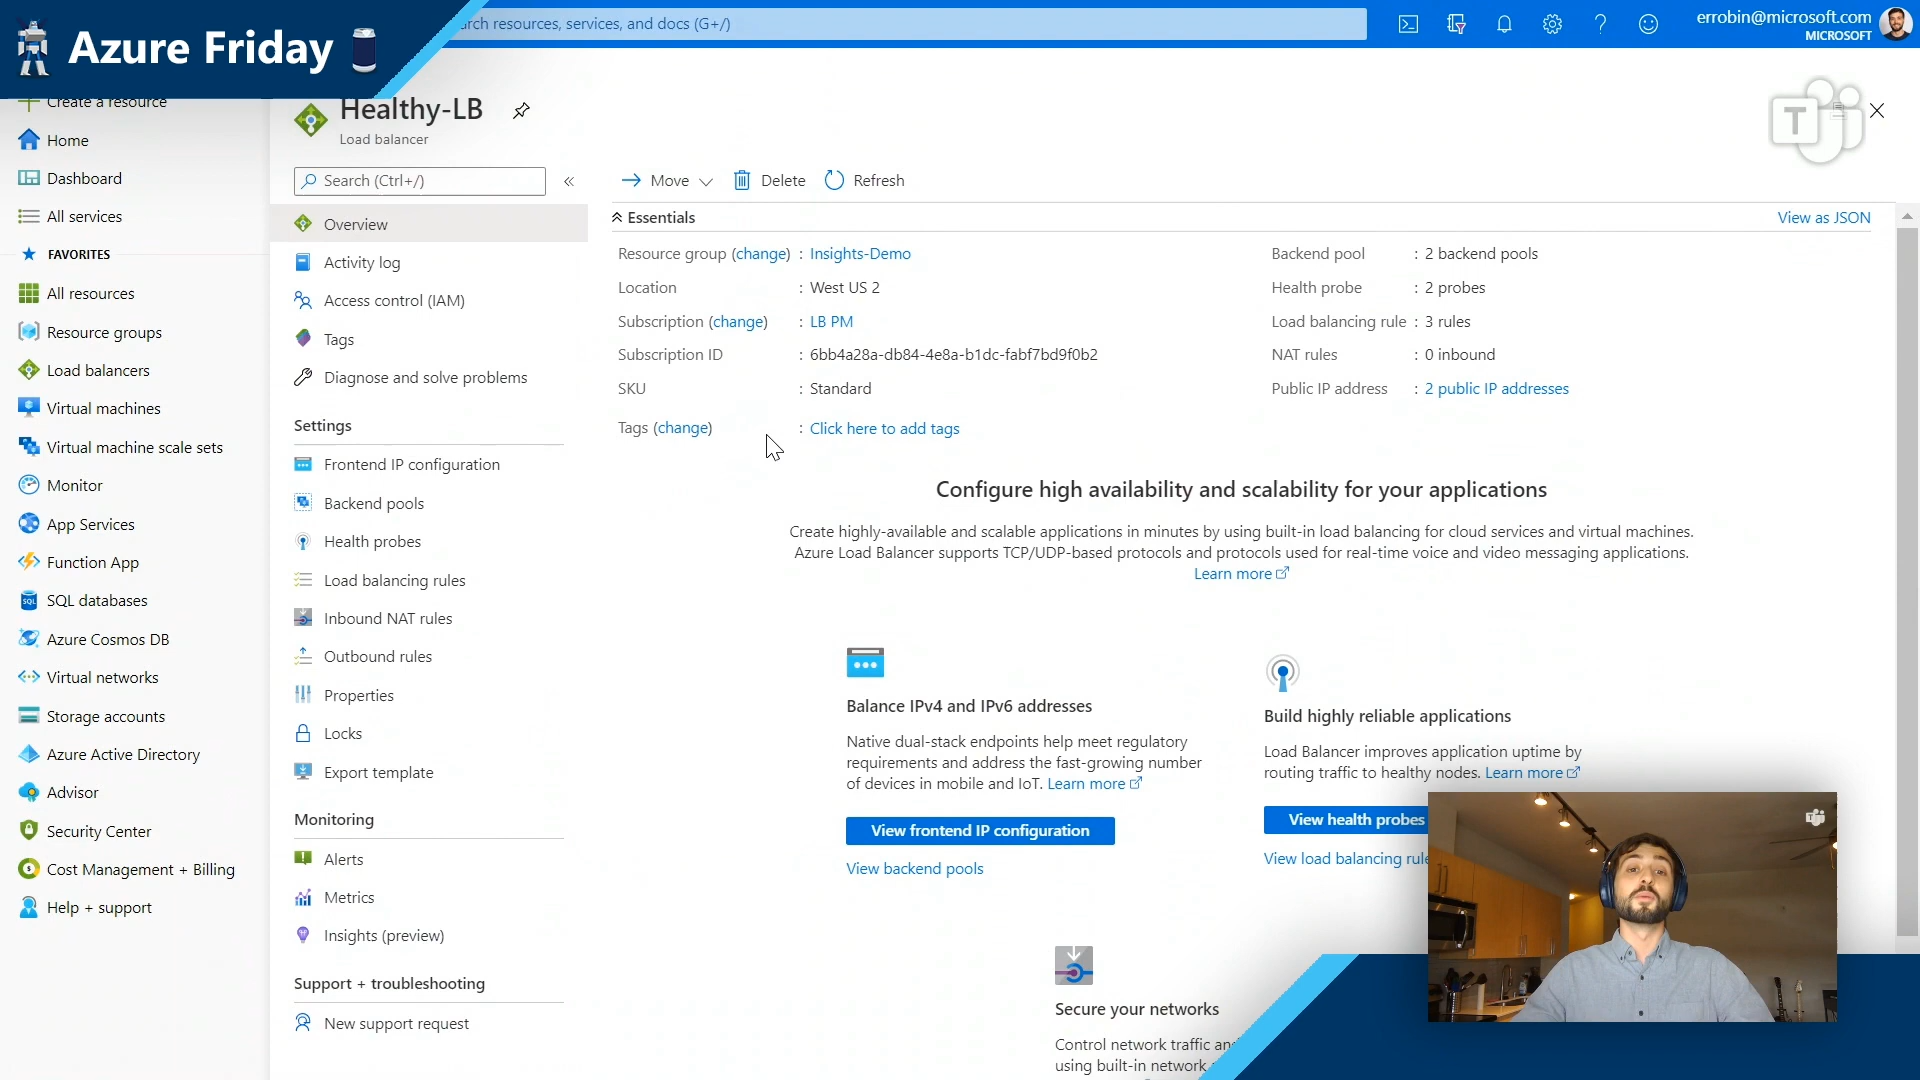 Azure Friday
rch resources, services, and docs (G+/)
errobin@microsoft.com
MICROSOFT
Create a resource
Home
Dashboard
All services
FAVORITES
All resources
Resource groups
Load balancers
Virtual machines
Virtual machine scale sets
Monitor
App Services
Function App
SQL databases
Azure Cosmos DB
Virtual networks
Storage accounts
Azure Active Directory
Advisor
Security Center
Cost Management + Billing
Help + support
Healthy-LB
Load balancer
Search (Ctrl+/)
«
Overview
Activity log
Access control (IAM)
Tags
Diagnose and solve problems
Settings
Frontend IP configuration
Backend pools
Health probes
Load balancing rules
Inbound NAT rules
Outbound rules
Properties
Locks
Export template
Monitoring
Alerts
Metrics
Insights (preview)
Support + troubleshooting
New support request
Move Delete Refresh
T
Essentials View as JSON
Resource group (change) : Insights-Demo
Location : West US 2
Subscription (change) : LB PM
Subscription ID : 6bb4a28a-db84-4e8a-b1dc-fabf7bd9f0b2
SKU : Standard
Tags (change) : Click here to add tags
Backend pool : 2 backend pools
Health probe : 2 probes
Load balancing rule : 3 rules
NAT rules : 0 inbound
Public IP address : 2 public IP addresses
Configure high availability and scalability for your applications
Create highly-available and scalable applications in minutes by using built-in load balancing for cloud services and virtual machines.
Azure Load Balancer supports TCP/UDP-based protocols and protocols used for real-time voice and video messaging applications.
Learn more
Balance IPv4 and IPv6 addresses
Native dual-stack endpoints help meet regulatory
requirements and address the fast-growing number
of devices in mobile and IoT. Learn more
View frontend IP configuration
View backend pools
Build highly reliable applications
Load Balancer improves application uptime by
routing traffic to healthy nodes. Learn more
View health probes
View load balancing rule
Secure your networks
Control network traffic and
using built-in network